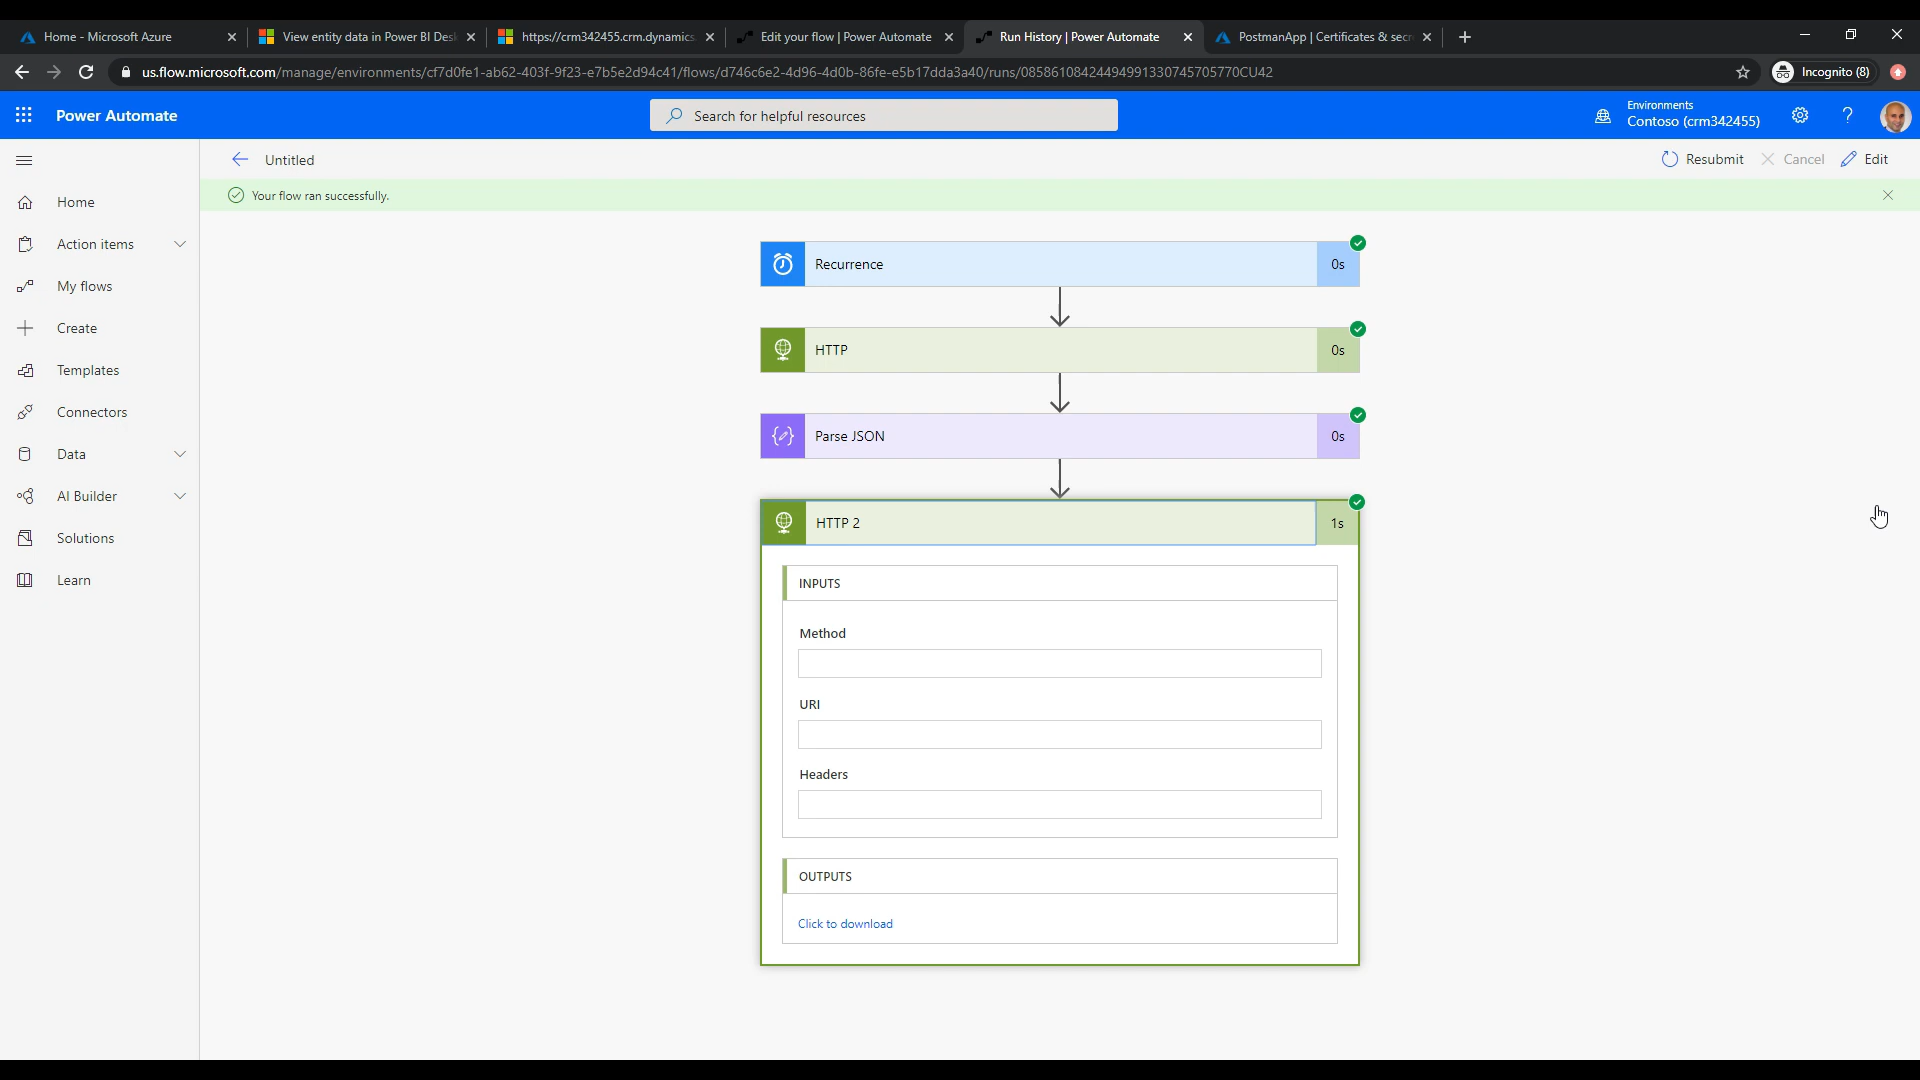 Home - Microsoft Azure
View entity data in Power BI Des
https://crm342455.crm.dynamics
Edit your flow | Power Automate
Run History | Power Automate
PostmanApp | Certificates & secr
us.flow.microsoft.com/manage/environments/cf7d0fe1-ab62-403f-9f23-e7b5e2d94c41/flows/d746c6e2-4d96-4d0b-86fe-e5b17dda3a40/runs/08586108424494991330745705770CU42
Incognito (8)
Power Automate
Search for helpful resources
Environments
Contoso (crm342455)
?
Untitled
Resubmit
Cancel
Edit
Your flow ran successfully.
Home
Action items
My flows
Create
Templates
Connectors
Data
AI Builder
Solutions
Learn
Recurrence
0s
HTTP
0s
Parse JSON
0s
HTTP 2
1s
INPUTS
Method
URI
Headers
OUTPUTS
Click to download